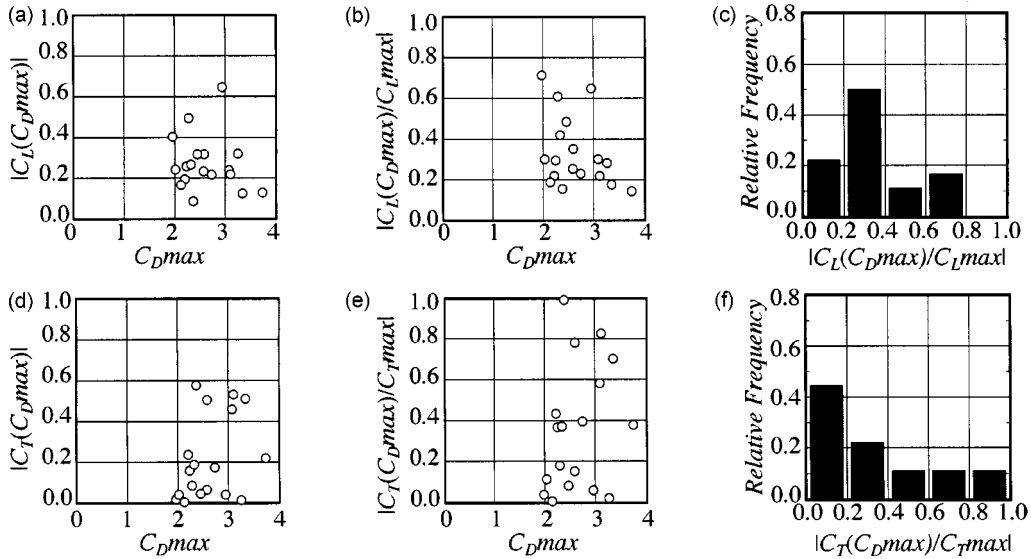 (a)
|C_L(C_Dmax)|
1.0
0.8
0.6
0.4
0.2
0.0
0 1 2 3 4
C_Dmax
(b)
|C_L(C_Dmax)/C_Lmax|
1.0
0.8
0.6
0.4
0.2
0.0
0 1 2 3 4
C_Dmax
(c)
Relative Frequency
0.8
0.6
0.4
0.2
0.0
0.0 0.2 0.4 0.6 0.8 1.0
|C_L(C_Dmax)/C_Lmax|
(d)
|C_T(C_Dmax)|
1.0
0.8
0.6
0.4
0.2
0.0
0 1 2 3 4
C_Dmax
(e)
|C_T(C_Dmax)/C_Tmax|
1.0
0.8
0.6
0.4
0.2
0.0
0 1 2 3 4
C_Dmax
(f)
Relative Frequency
0.8
0.6
0.4
0.2
0.0
0.0 0.2 0.4 0.6 0.8 1.0
|C_T(C_Dmax)/C_Tmax|